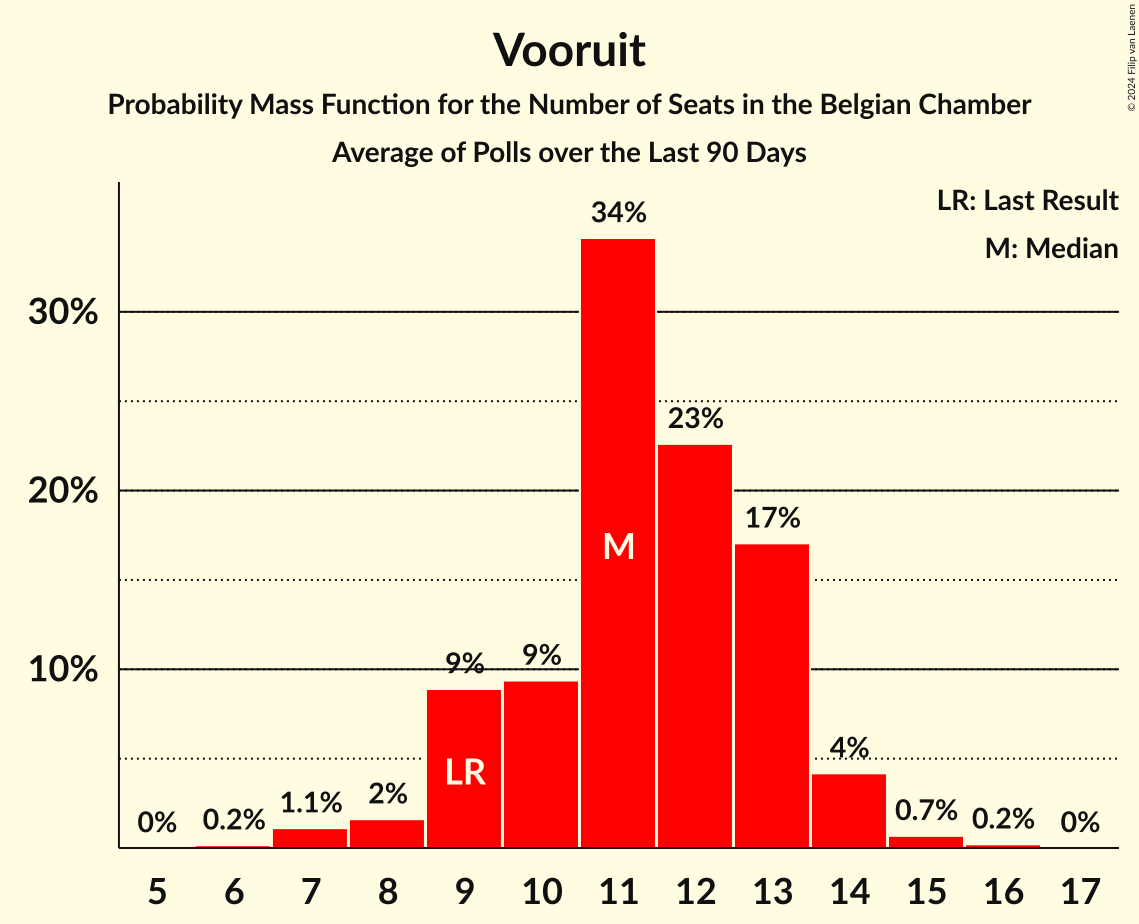 Vooruit
Probability Mass Function for the Number of Seats in the Belgian Chamber
Average of Polls over the Last 90 Days
© 2024 Filip van Laenen
LR: Last Result
M: Median
34%
30%
23%
20%
17%
M
10%
9%
9%
LR
4%
0%
0.2%
1.1%
2%
0.7%
0.2%
0%
5 6 7 8 9 10 11 12 13 14 15 16 17